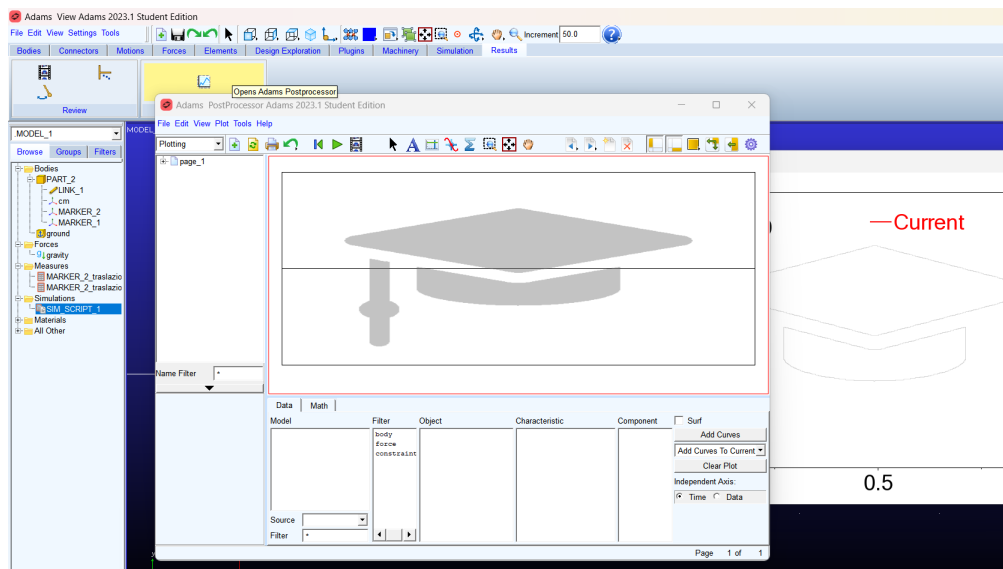 Adams View Adams 2023.1 Student Edition
File Edit View Settings Tools
Increment 50.0
Bodies Connectors Motions Forces Elements Design Exploration Plugins Machinery Simulation Results
Opens Adams Postprocessor
Review
Adams PostProcessor Adams 2023.1 Student Edition
File Edit View Plot Tools Help
.MODEL_1
Browse Groups Filters
Bodies
PART_2
LINK_1
cm
MARKER_2
MARKER_1
ground
Forces
gravity
Measures
MARKER_2_traslazio
MARKER_2_traslazio
Simulations
SIM_SCRIPT_1
Materials
All Other
MODEL_
Plotting
page_1
Name Filter *
Current
0.5
Data Math
Model Filter Object Characteristic Component Surf
body
force
constraint
Add Curves
Add Curves To Current
Clear Plot
Independent Axis:
Time Data
Source
Filter *
Page 1 of 1